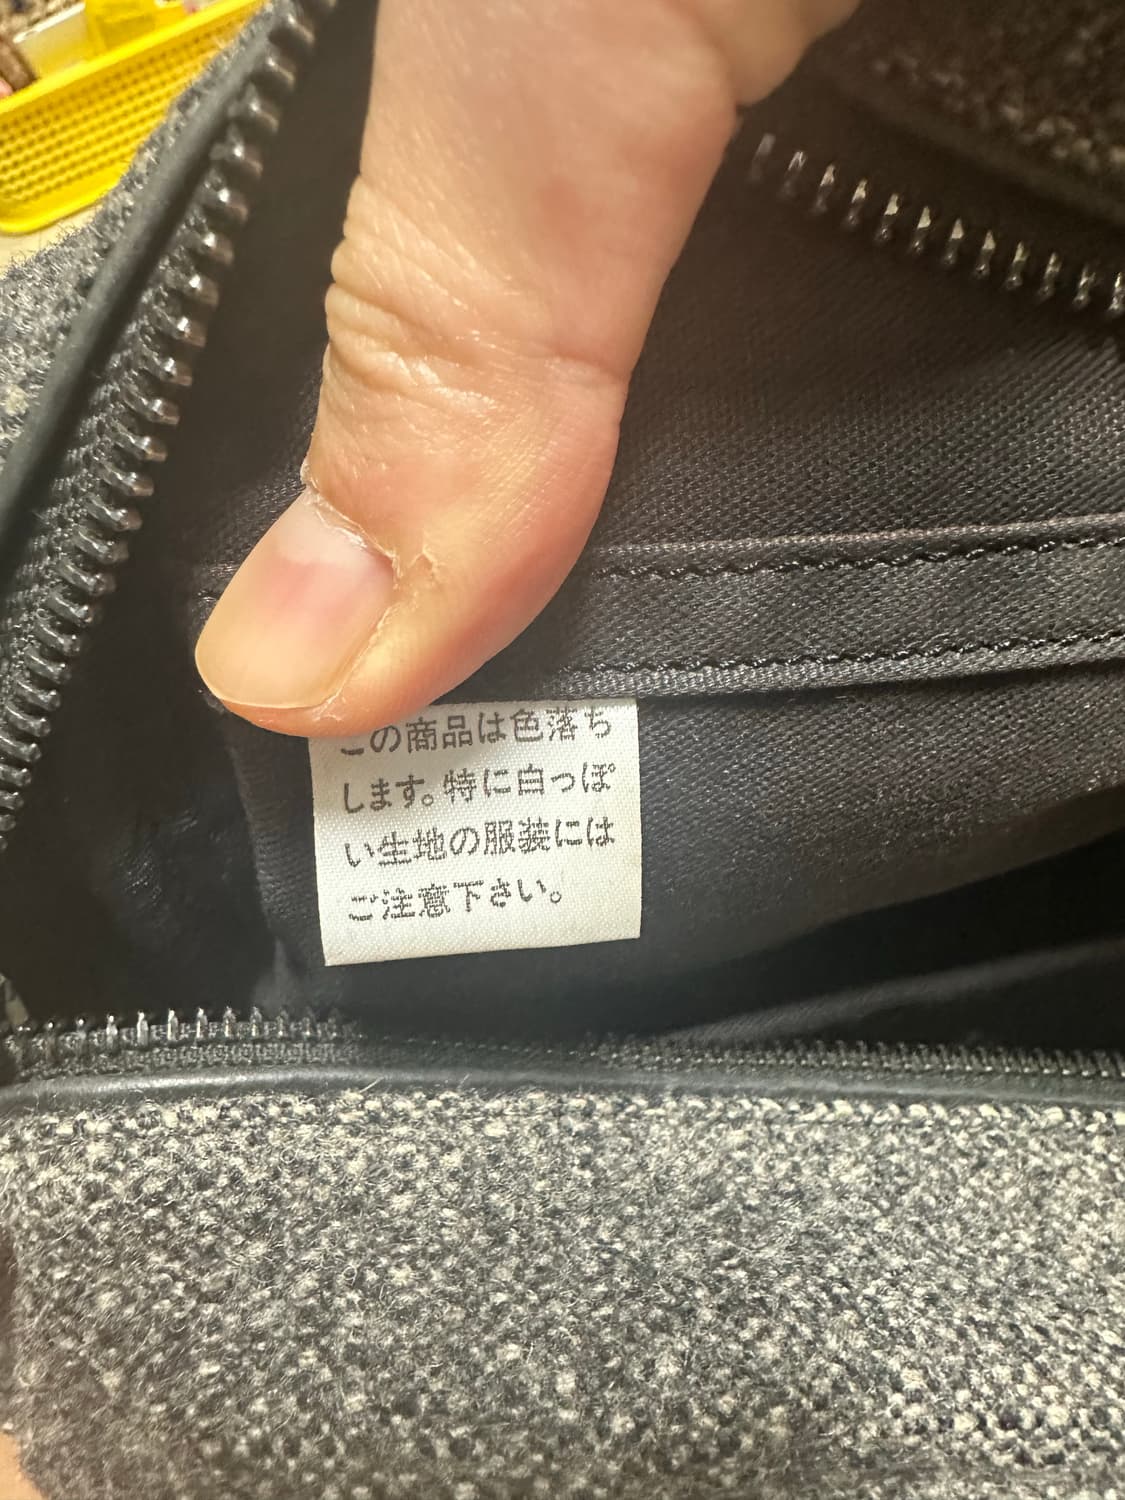 この商品は色落ち
します。特に白っぽ
い生地の服装には
ご注意下さい。